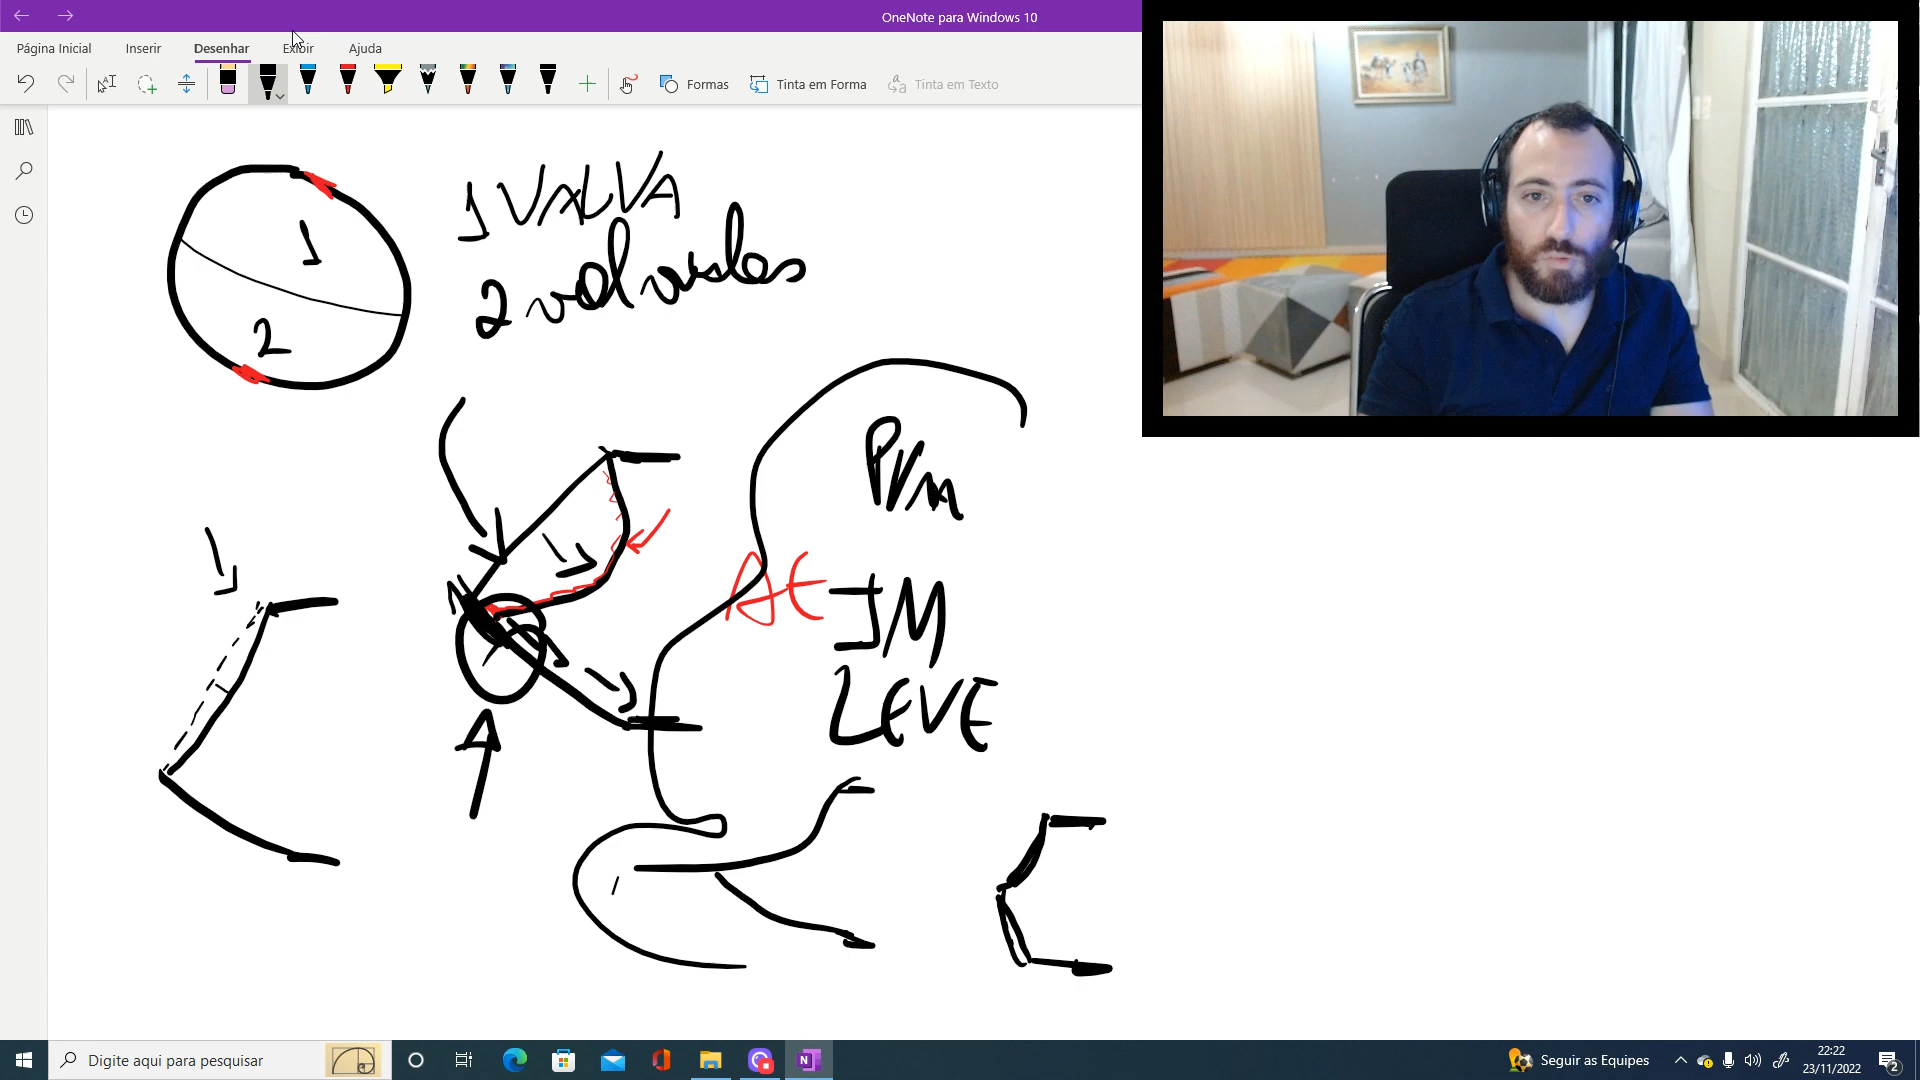 OneNote para Windows 10
Página Inicial
Inserir
Desenhar
Exibir
Ajuda
Formas
Tinta em Forma
Tinta em Texto
1 VALVA
2 valvulas
1
2
PVM
AE
IM
LEVE
Digite aqui para pesquisar
Seguir as Equipes
22:22
23/11/2022
2